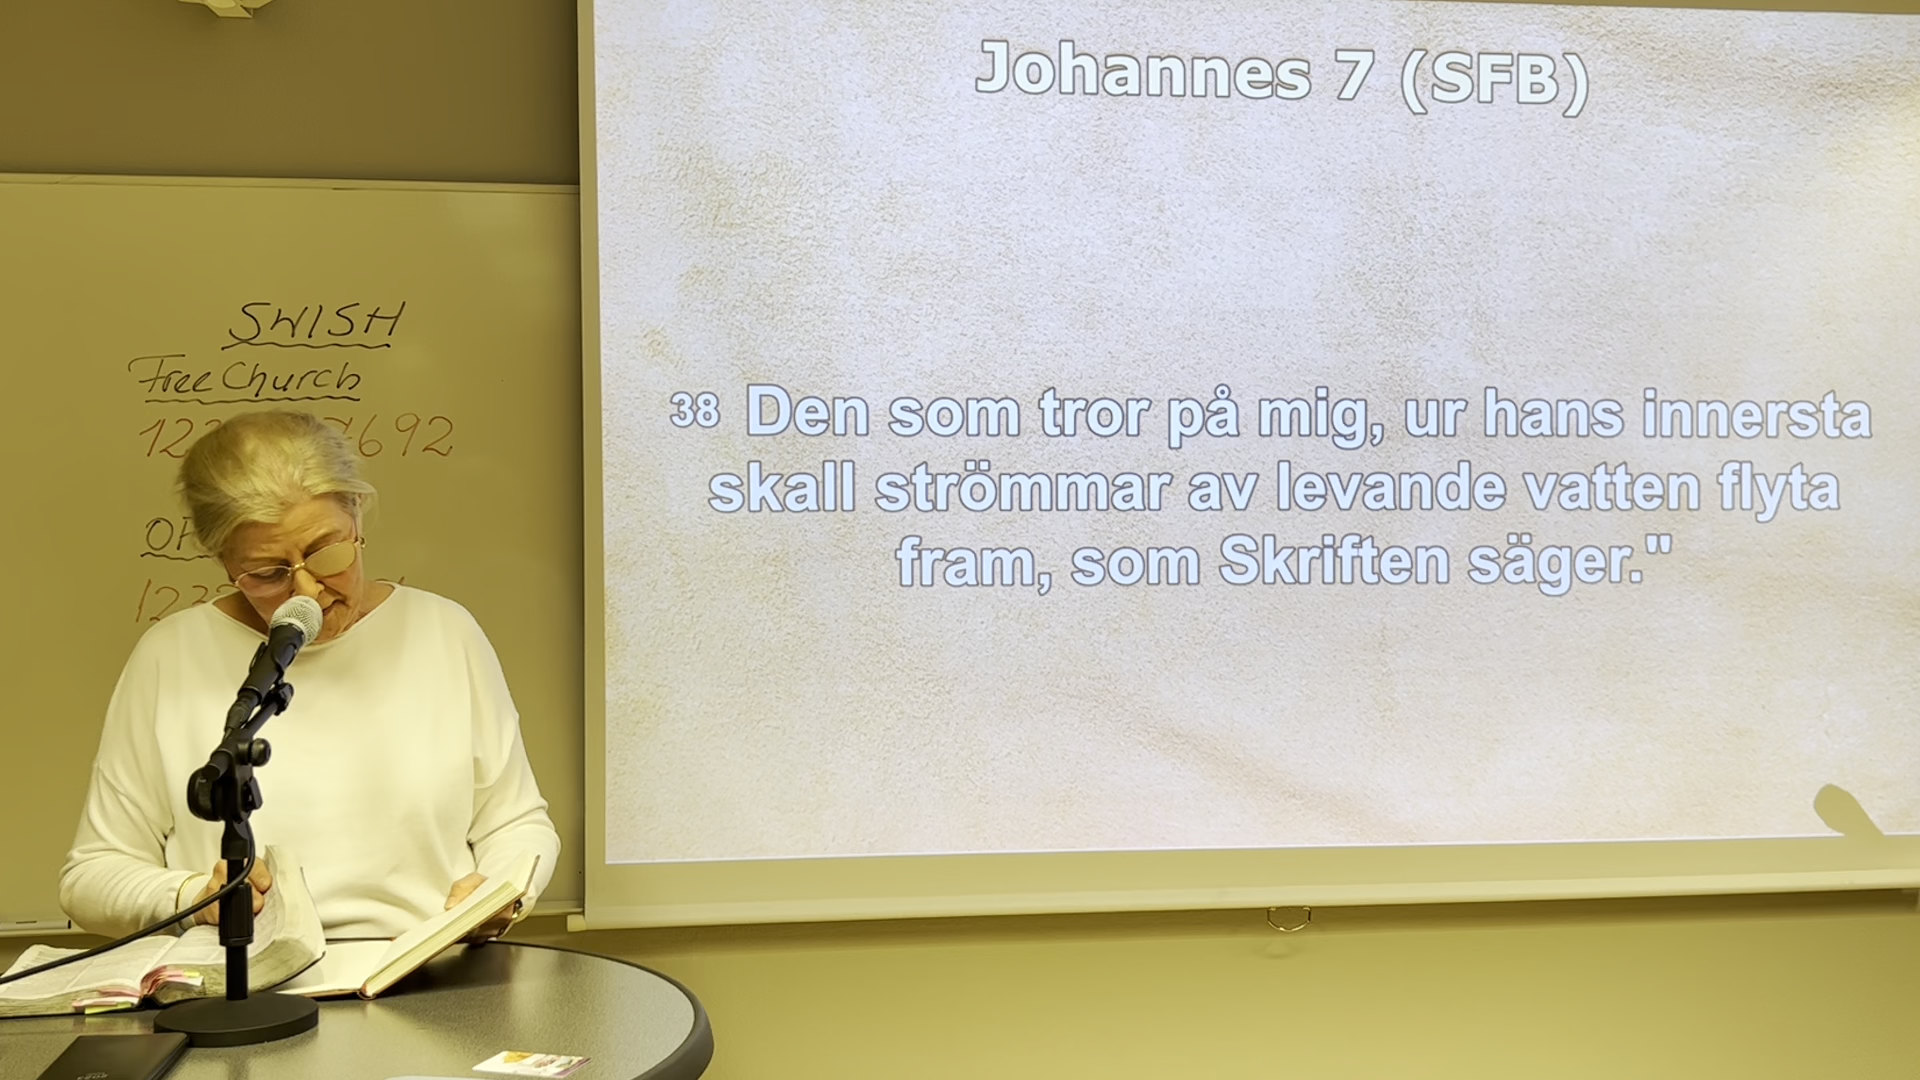 Johannes 7 (SFB)
38 Den som tror på mig, ur hans innersta
skall strömmar av levande vatten flyta
fram, som Skriften säger."
SWISH
Free Church